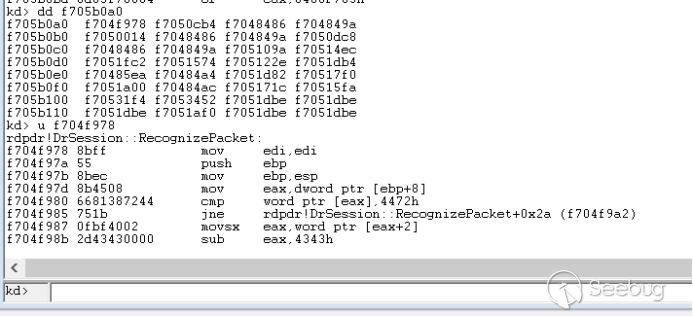 kd> dd f705b0a0
f705b0a0  f704f978 f7050cb4 f7048486 f704849a
f705b0b0  f7050014 f7048486 f704849a f7050dc8
f705b0c0  f7048486 f704849a f705109a f70514ec
f705b0d0  f7051fc2 f7051574 f705122e f7051db4
f705b0e0  f70485ea f70484a4 f7051d82 f70517f0
f705b0f0  f7051a00 f70484ac f705171c f70515fa
f705b100  f70531f4 f7053452 f7051dbe f7051dbe
f705b110  f7051dbe f7051af0 f7051dbe f7051dbe
kd> u f704f978
rdpdr!DrSession::RecognizePacket:
f704f978 8bff            mov     edi,edi
f704f97a 55              push    ebp
f704f97b 8bec            mov     ebp,esp
f704f97d 8b4508          mov     eax,dword ptr [ebp+8]
f704f980 6681387244      cmp     word ptr [eax],4472h
f704f985 751b            jne     rdpdr!DrSession::RecognizePacket+0x2a (f704f9a2)
f704f987 0fbf4002        movsx   eax,word ptr [eax+2]
f704f98b 2d43430000      sub     eax,4343h
kd>
Seebug